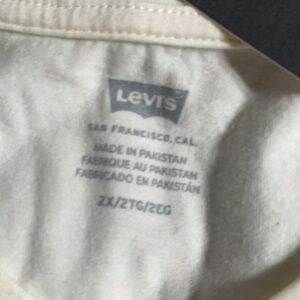 Levi's
SAN FRANCISCO, CAL.
MADE IN PAKISTAN
FABRIQUE AU PAKISTAN
FABRICADO EN PAKISTÁN
2X/2TG/2EG